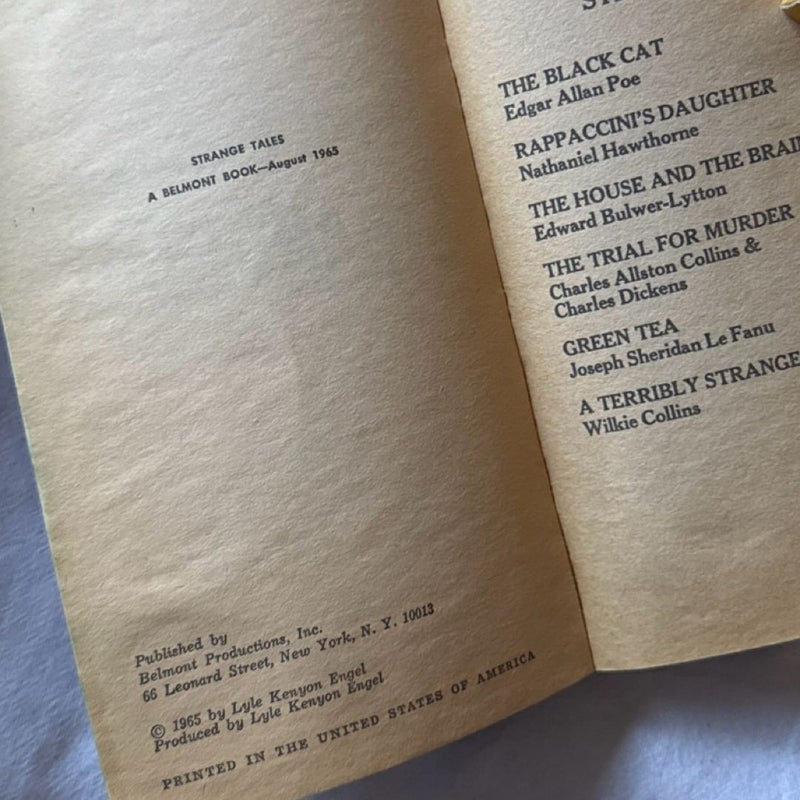 STRANGE TALES
A BELMONT BOOK—August 1965
Published by
Belmont Productions, Inc.
66 Leonard Street, New York, N. Y. 10013
© 1965 by Lyle Kenyon Engel
Produced by Lyle Kenyon Engel
PRINTED IN THE UNITED STATES OF AMERICA
THE BLACK CAT
Edgar Allan Poe
RAPPACCINI'S DAUGHTER
Nathaniel Hawthorne
THE HOUSE AND THE BRAIN
Edward Bulwer-Lytton
THE TRIAL FOR MURDER
Charles Allston Collins &
Charles Dickens
GREEN TEA
Joseph Sheridan Le Fanu
A TERRIBLY STRANGE
Wilkie Collins